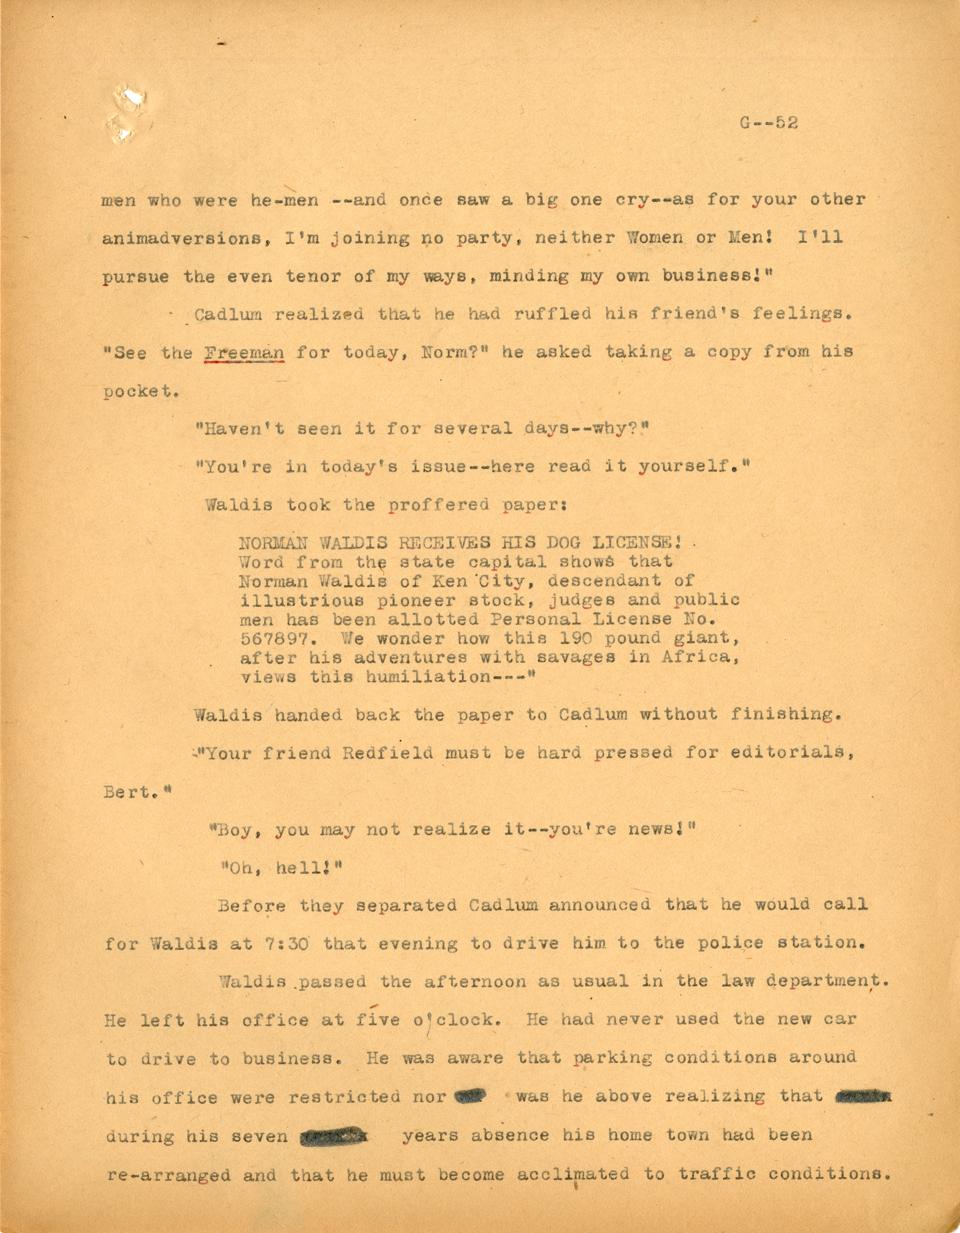 G--52
men who were he-men --and once saw a big one cry--as for your other
animadversions, I'm joining no party, neither Women or Men!  I'll
pursue the even tenor of my ways, minding my own business!"
Cadlum realized that he had ruffled his friend's feelings.
"See the Freeman for today, Norm?" he asked taking a copy from his
pocket.
"Haven't seen it for several days--why?"
"You're in today's issue--here read it yourself."
Waldis took the proffered paper:
NORMAN WALDIS RECEIVES HIS DOG LICENSE!
Word from the state capital shows that
Norman Waldis of Ken City, descendant of
illustrious pioneer stock, judges and public
men has been allotted Personal License No.
567897.  We wonder how this 190 pound giant,
after his adventures with savages in Africa,
views this humiliation---"
Waldis handed back the paper to Cadlum without finishing.
"Your friend Redfield must be hard pressed for editorials,
Bert."
"Boy, you may not realize it--you're news!"
"Oh, hell!"
Before they separated Cadlum announced that he would call
for Waldis at 7:30 that evening to drive him to the police station.
Waldis passed the afternoon as usual in the law department.
He left his office at five o'clock.  He had never used the new car
to drive to business.  He was aware that parking conditions around
his office were restricted nor was he above realizing that
during his seven years absence his home town had been
re-arranged and that he must become acclimated to traffic conditions.